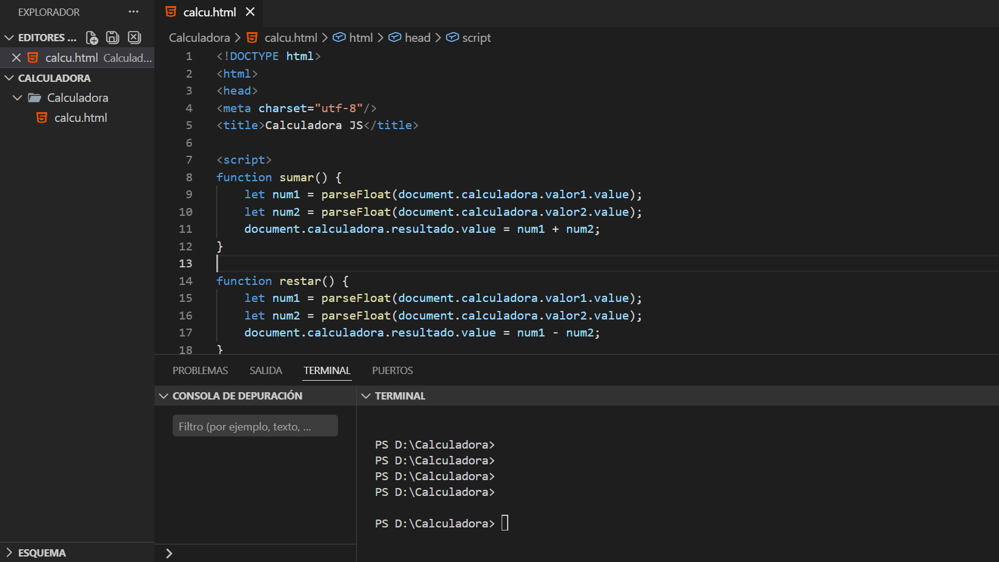 EXPLORADOR ···
EDITORES ...
calcu.html Calculad...
CALCULADORA
Calculadora
calcu.html
ESQUEMA
calcu.html
Calculadora > calcu.html > html > head > script
1 <!DOCTYPE html>
2 <html>
3 <head>
4 <meta charset="utf-8"/>
5 <title>Calculadora JS</title>
6
7 <script>
8 function sumar() {
9     let num1 = parseFloat(document.calculadora.valor1.value);
10     let num2 = parseFloat(document.calculadora.valor2.value);
11     document.calculadora.resultado.value = num1 + num2;
12 }
13
14 function restar() {
15     let num1 = parseFloat(document.calculadora.valor1.value);
16     let num2 = parseFloat(document.calculadora.valor2.value);
17     document.calculadora.resultado.value = num1 - num2;
18 }
PROBLEMAS SALIDA TERMINAL PUERTOS
CONSOLA DE DEPURACIÓN
Filtro (por ejemplo, texto, ...
TERMINAL
PS D:\Calculadora>
PS D:\Calculadora>
PS D:\Calculadora>
PS D:\Calculadora>
PS D:\Calculadora>